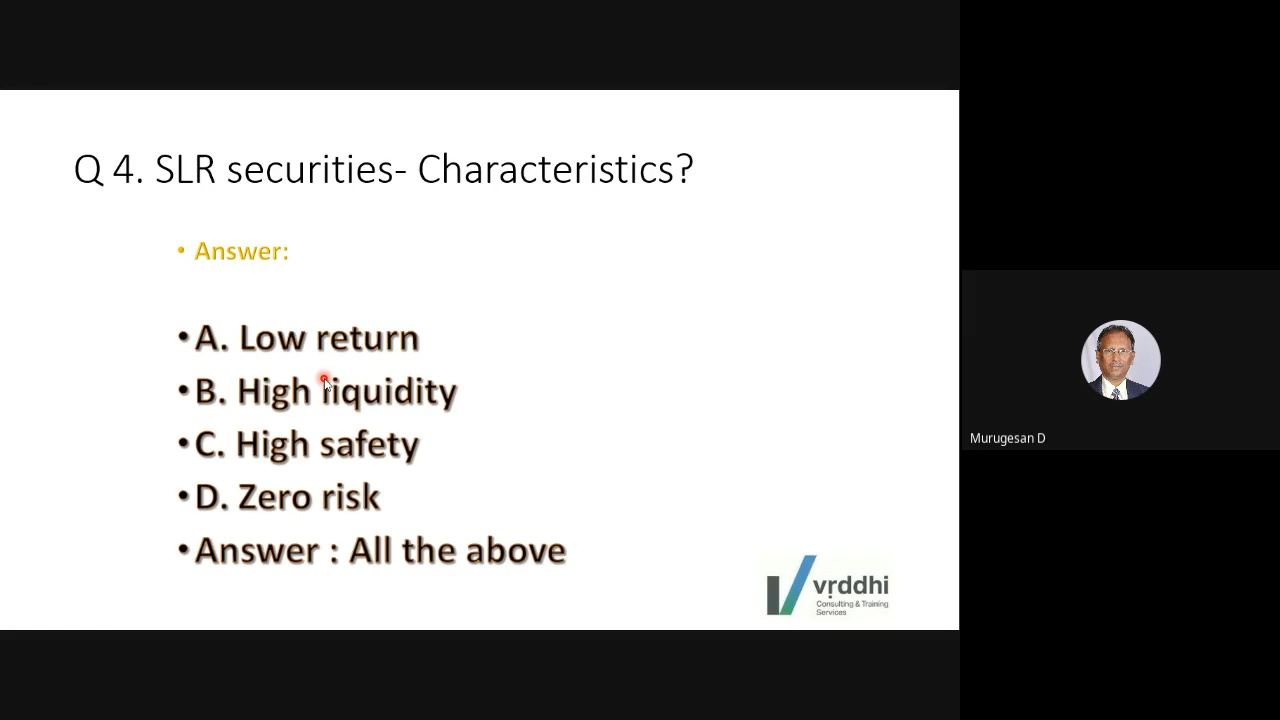 Q 4. SLR securities- Characteristics?
• Answer:
• A. Low return
• B. High liquidity
• C. High safety
• D. Zero risk
• Answer : All the above
vṛddhi
Consulting & Training
Services
Murugesan D